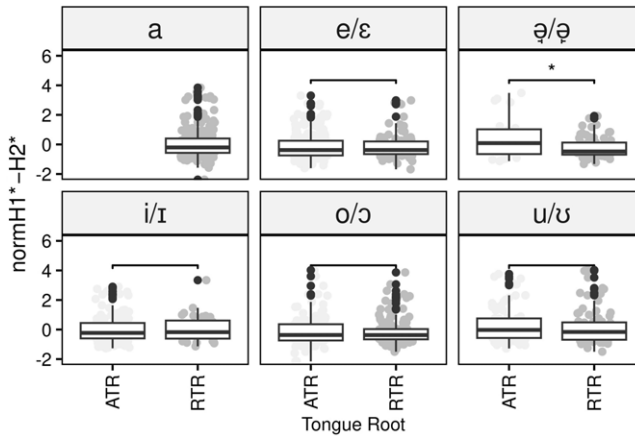 a e/ɛ ə̘/ə̙
6
4
2
0
-2
*
i/ɪ o/ɔ u/ʊ
6
4
2
0
-2
normH1*−H2*
ATR RTR ATR RTR ATR RTR
Tongue Root